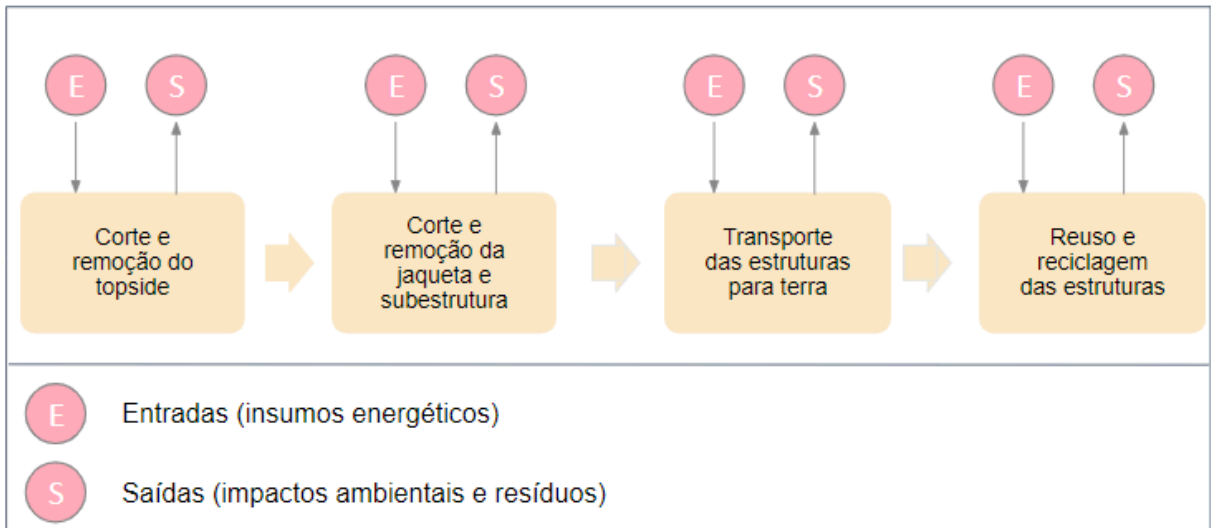 E
S
E
S
E
S
E
S
Corte e
remoção do
topside
Corte e
remoção da
jaqueta e
subestrutura
Transporte
das estruturas
para terra
Reuso e
reciclagem
das estruturas
E
Entradas (insumos energéticos)
S
Saídas (impactos ambientais e resíduos)